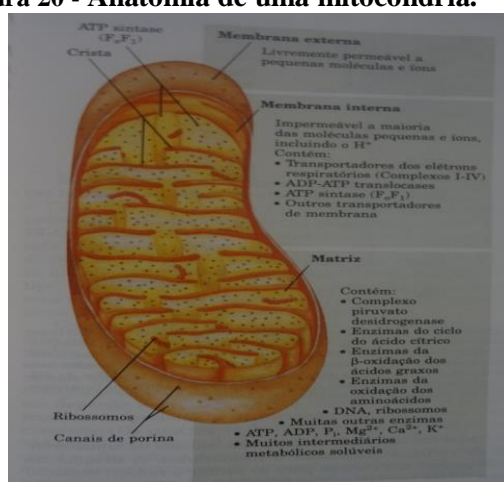 ura 20 - Anatomia de uma mitocôndria.
ATP sintase
(FₒF₁)
Crista
Membrana externa
Livremente permeável a
pequenas moléculas e íons
Membrana interna
Impermeável a maioria
das moléculas pequenas e íons,
incluindo o H⁺
Contém:
• Transportadores dos elétrons
respiratórios (Complexos I-IV)
• ADP-ATP translocases
• ATP sintase (FₒF₁)
• Outros transportadores
de membrana
Matriz
Contém:
• Complexo
piruvato
desidrogenase
• Enzimas do ciclo
do ácido cítrico
• Enzimas da
β-oxidação dos
ácidos graxos
• Enzimas da
oxidação dos
aminoácidos
• DNA, ribossomos
• Muitas outras enzimas
• ATP, ADP, Pᵢ, Mg²⁺, Ca²⁺, K⁺
• Muitos intermediários
metabólicos solúveis
Ribossomos
Canais de porina